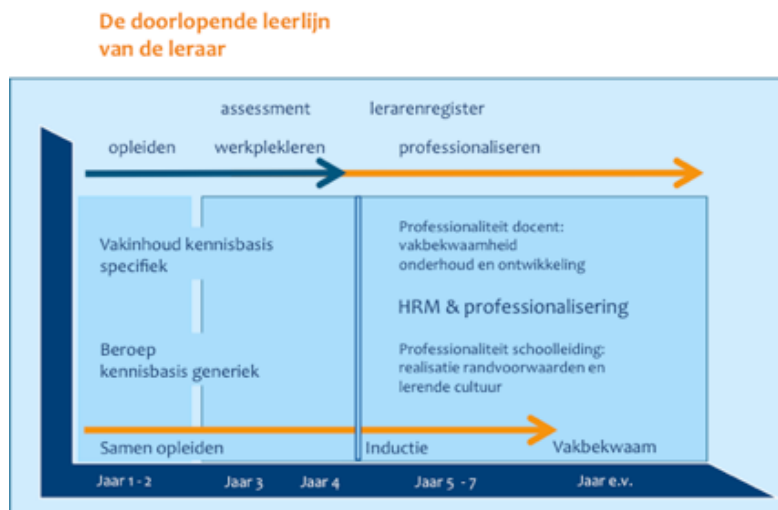 De doorlopende leerlijn
van de leraar
assessment lerarenregister
opleiden werkplekleren professionaliseren
Vakinhoud kennisbasis
specifiek
Beroep
kennisbasis generiek
Professionaliteit docent:
vakbekwaamheid
onderhoud en ontwikkeling
HRM & professionalisering
Professionaliteit schoolleiding:
realisatie randvoorwaarden en
lerende cultuur
Samen opleiden Inductie Vakbekwaam
Jaar 1 - 2 Jaar 3 Jaar 4 Jaar 5 - 7 Jaar e.v.